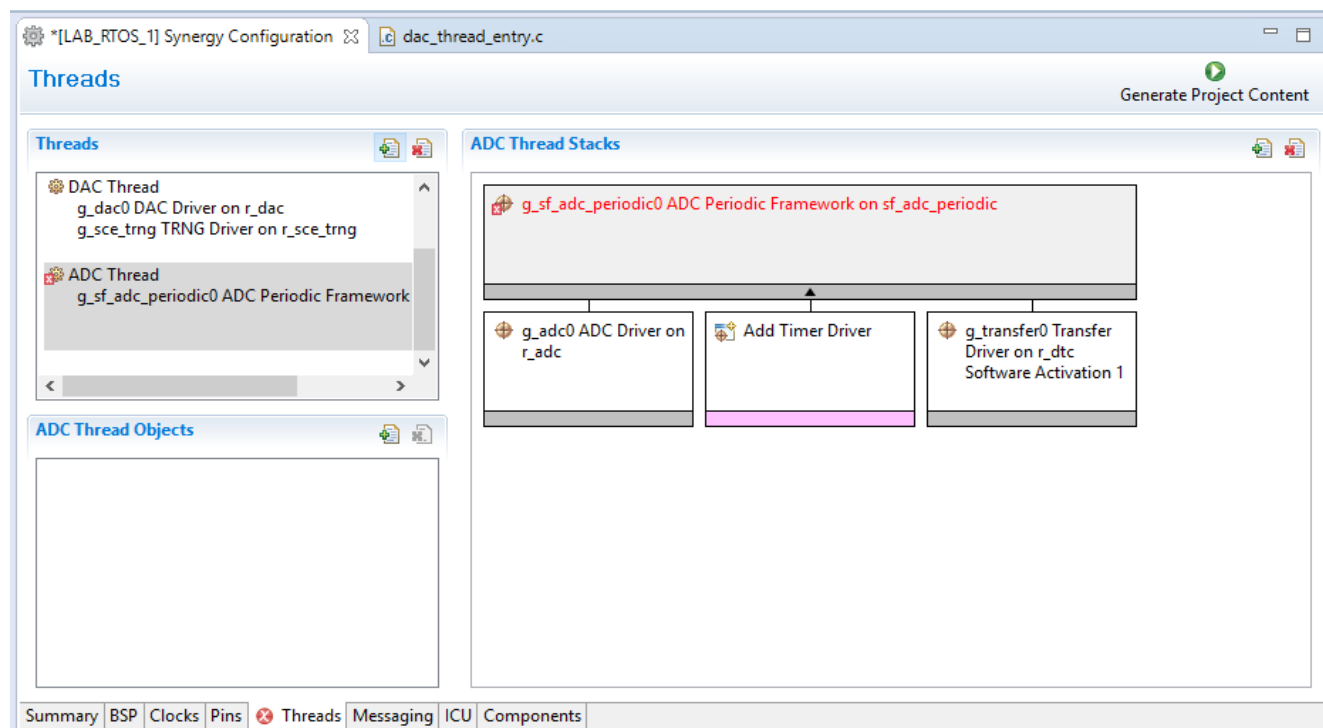 *[LAB_RTOS_1] Synergy Configuration
dac_thread_entry.c
Threads
Generate Project Content
Threads
DAC Thread
g_dac0 DAC Driver on r_dac
g_sce_trng TRNG Driver on r_sce_trng
ADC Thread
g_sf_adc_periodic0 ADC Periodic Framework
ADC Thread Objects
ADC Thread Stacks
g_sf_adc_periodic0 ADC Periodic Framework on sf_adc_periodic
g_adc0 ADC Driver on
r_adc
Add Timer Driver
g_transfer0 Transfer
Driver on r_dtc
Software Activation 1
Summary BSP Clocks Pins Threads Messaging ICU Components